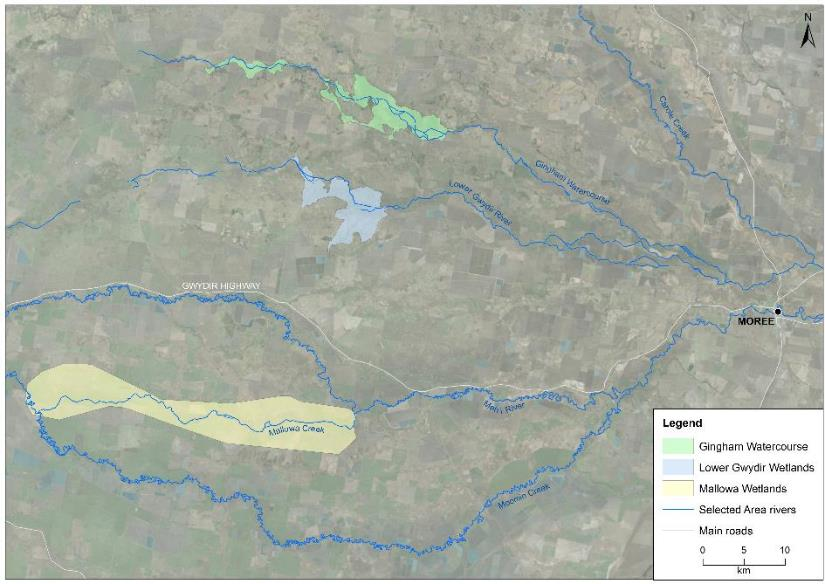 N
Carole Creek
Gingham Watercourse
Lower Gwydir River
GWYDIR HIGHWAY
MOREE
Mehi River
Mallowa Creek
Moomin Creek
Legend
Gingham Watercourse
Lower Gwydir Wetlands
Mallowa Wetlands
Selected Area rivers
Main roads
0 5 10
km